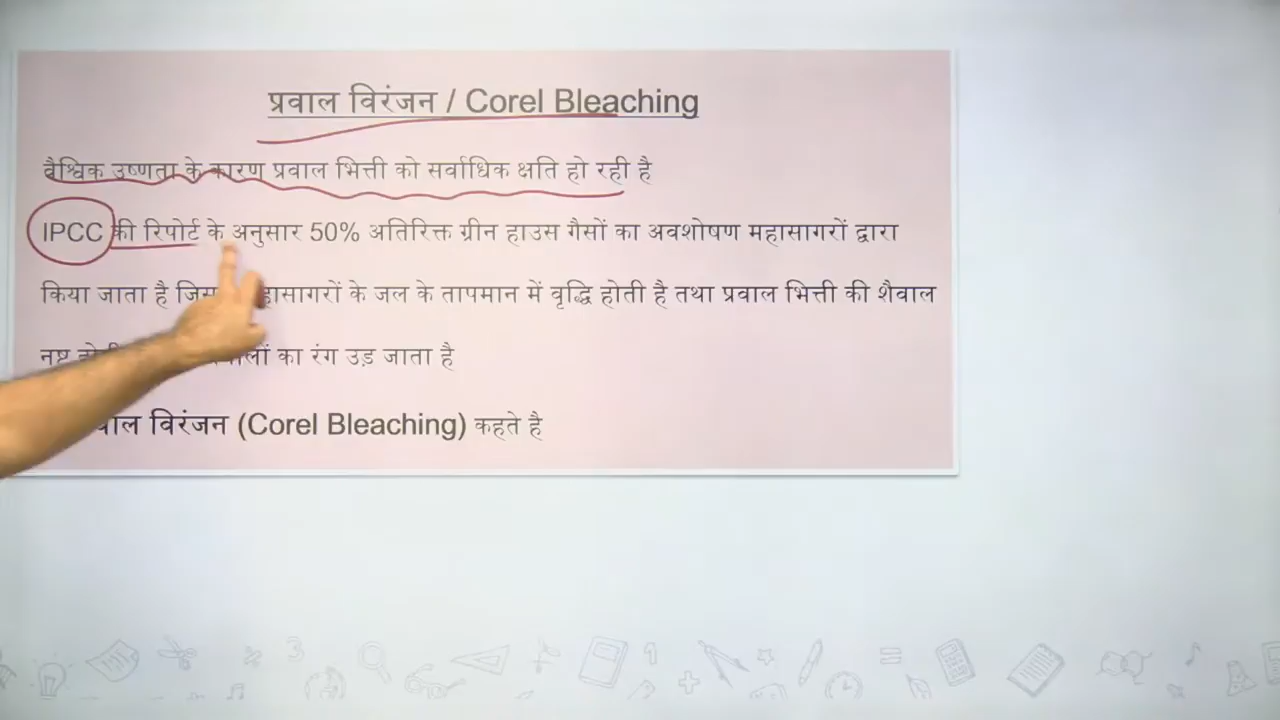 प्रवाल विरंजन / Corel Bleaching
वैश्विक उष्णता के कारण प्रवाल भित्ती को सर्वाधिक क्षति हो रही है
IPCC की रिपोर्ट के अनुसार 50% अतिरिक्त ग्रीन हाउस गैसों का अवशोषण महासागरों द्वारा
किया जाता है महासागरों के जल के तापमान में वृद्धि होती है तथा प्रवाल भित्ती की शैवाल
नष्ट का रंग उड़ जाता है
विरंजन (Corel Bleaching) कहते है